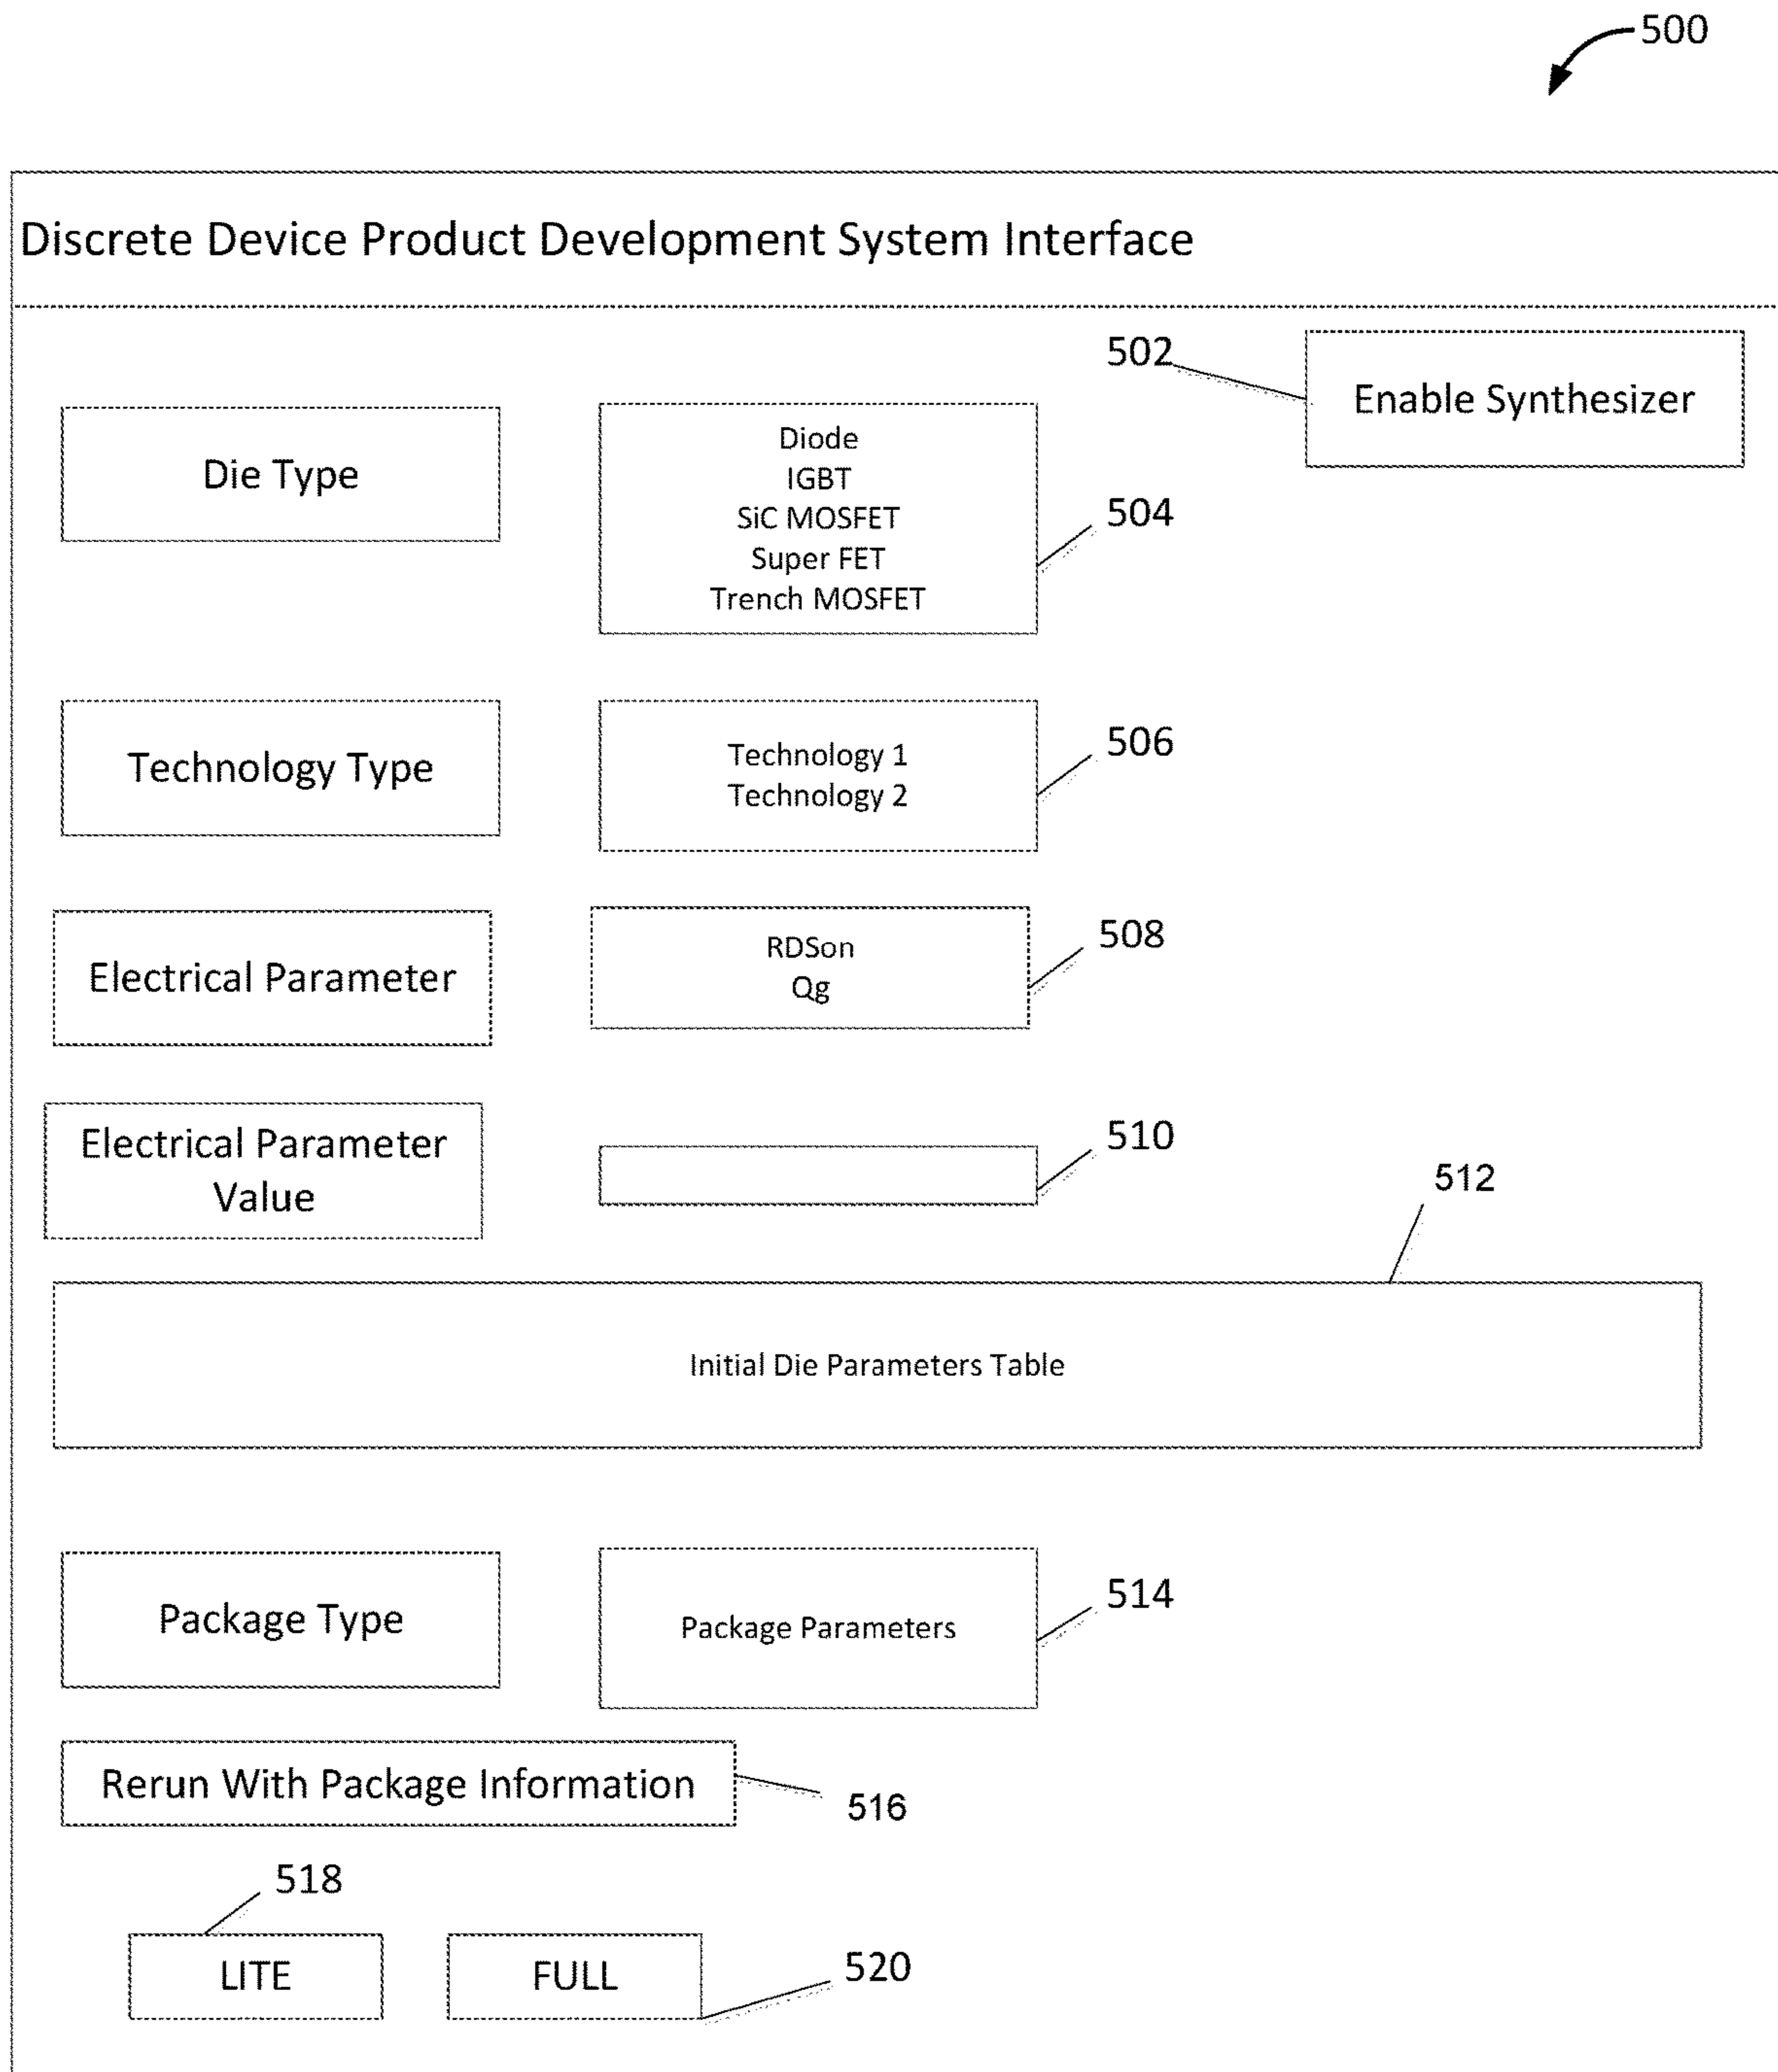 500
Discrete Device Product Development System Interface
502
Enable Synthesizer
Die Type
Diode
IGBT
SiC MOSFET
Super FET
Trench MOSFET
504
Technology Type
Technology 1
Technology 2
506
Electrical Parameter
RDSon
Qg
508
Electrical Parameter
Value
510
512
Initial Die Parameters Table
Package Type
Package Parameters
514
Rerun With Package Information
516
518
LITE
FULL
520